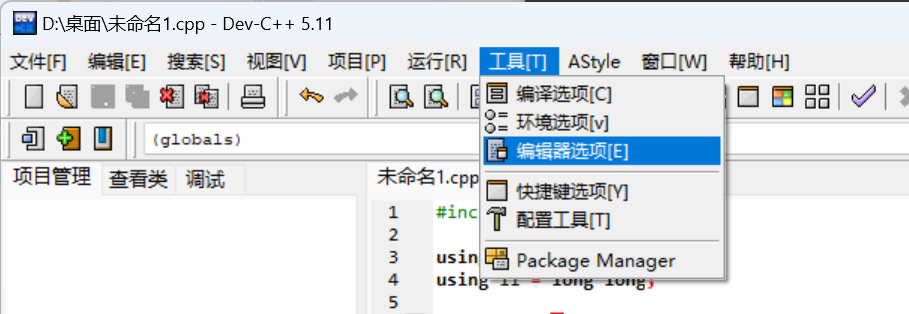 D:\桌面\未命名1.cpp - Dev-C++ 5.11
文件[F] 编辑[E] 搜索[S] 视图[V] 项目[P] 运行[R] 工具[T] AStyle 窗口[W] 帮助[H]
编译选项[C]
环境选项[v]
(globals)
编辑器选项[E]
项目管理 查看类 调试
未命名1.cpp
快捷键选项[Y]
1 #inc
配置工具[T]
2
3 usin
Package Manager
4 using ll = long long;
5